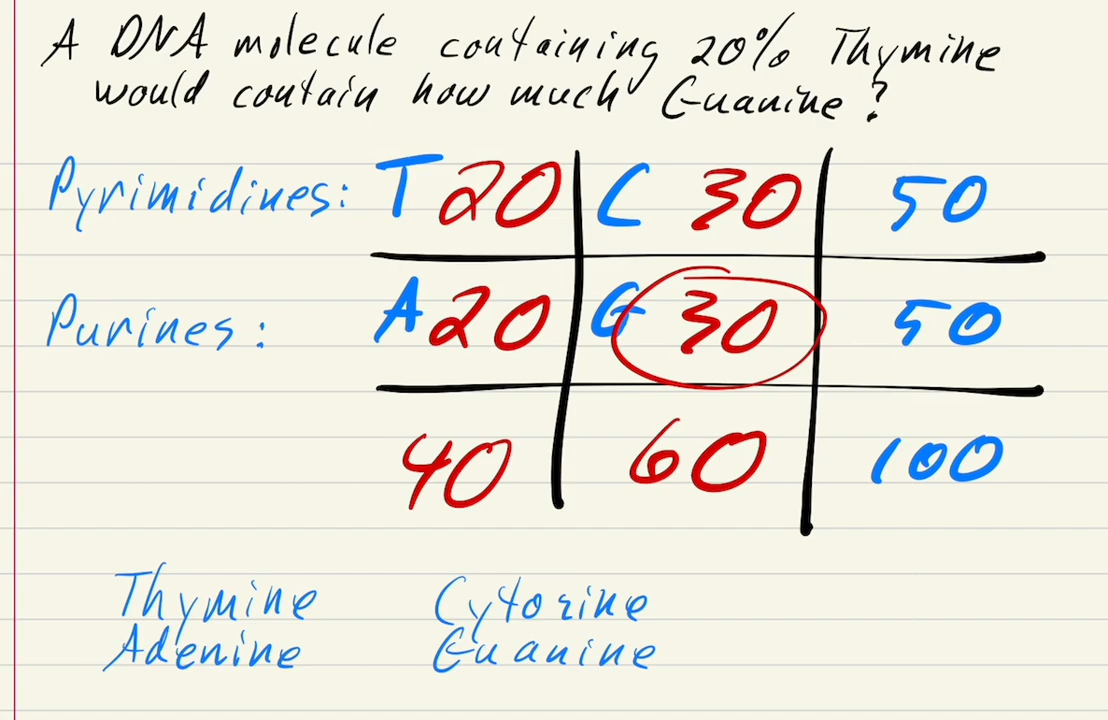 A DNA molecule containing 20% Thymine
would contain how much Guanine?
Pyrimidines: T 20 C 30 50
Purines: A 20 G 30 50
40 60 100
Thymine Cytosine
Adenine Guanine